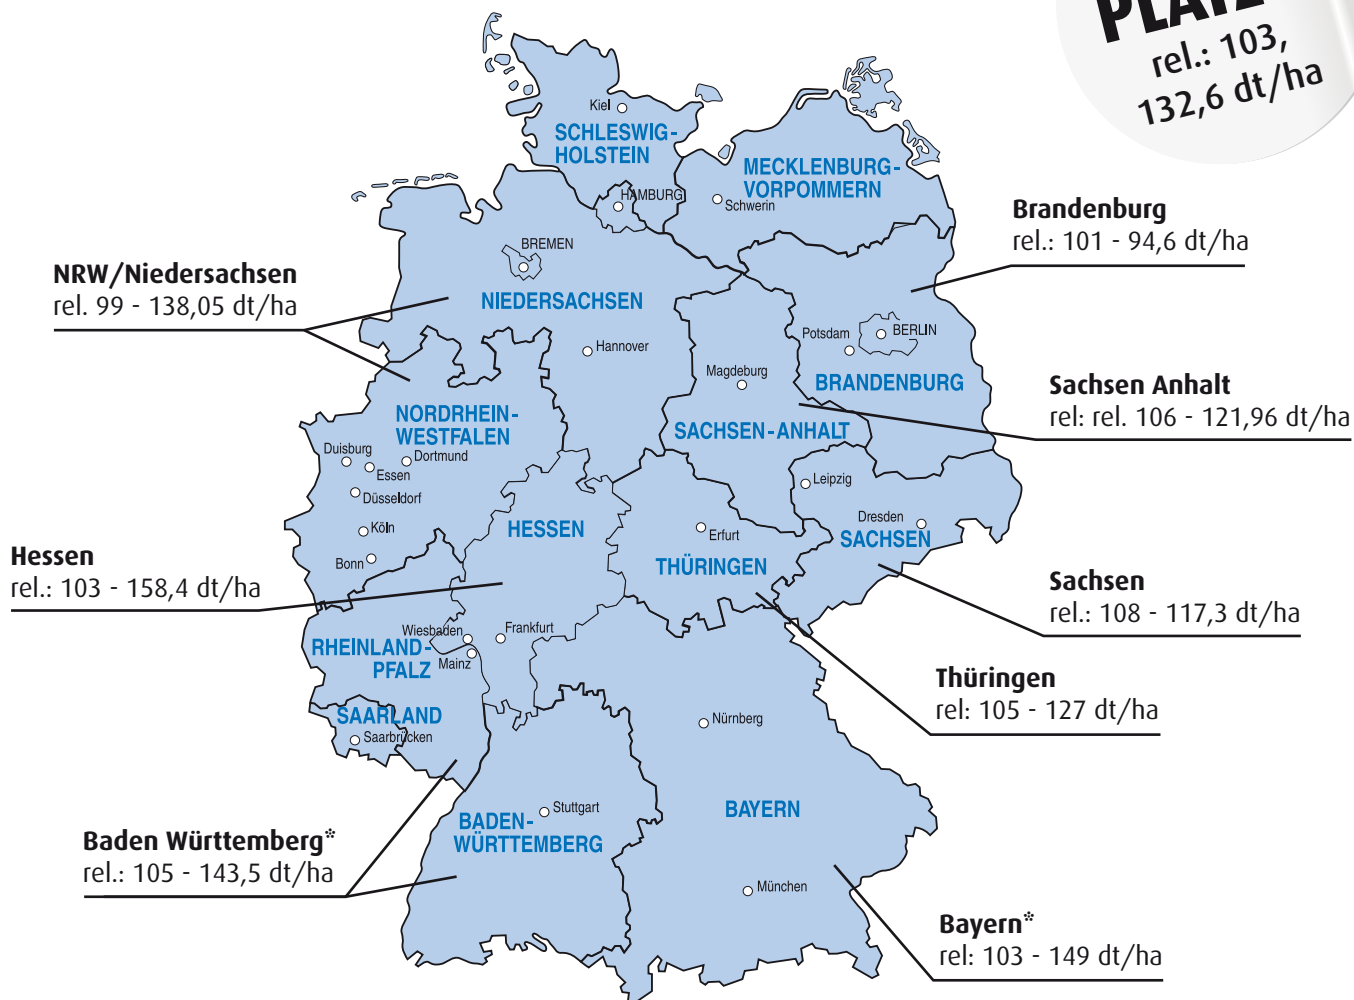 PLATZ
rel.: 103,
132,6 dt/ha
Kiel
SCHLESWIG-
HOLSTEIN
MECKLENBURG-
VORPOMMERN
HAMBURG
Schwerin
Brandenburg
rel.: 101 - 94,6 dt/ha
BREMEN
NRW/Niedersachsen
rel. 99 - 138,05 dt/ha
NIEDERSACHSEN
Hannover
Potsdam
BERLIN
BRANDENBURG
Magdeburg
Sachsen Anhalt
rel: rel. 106 - 121,96 dt/ha
NORDRHEIN-
WESTFALEN
SACHSEN-ANHALT
Duisburg
Dortmund
Essen
Düsseldorf
Leipzig
Köln
HESSEN
Erfurt
Dresden
SACHSEN
Bonn
THÜRINGEN
Hessen
rel.: 103 - 158,4 dt/ha
Sachsen
rel.: 108 - 117,3 dt/ha
Wiesbaden
Frankfurt
RHEINLAND-
PFALZ
Mainz
Thüringen
rel: 105 - 127 dt/ha
SAARLAND
Saarbrücken
Nürnberg
Stuttgart
BADEN-
WÜRTTEMBERG
BAYERN
Baden Württemberg*
rel.: 105 - 143,5 dt/ha
München
Bayern*
rel: 103 - 149 dt/ha